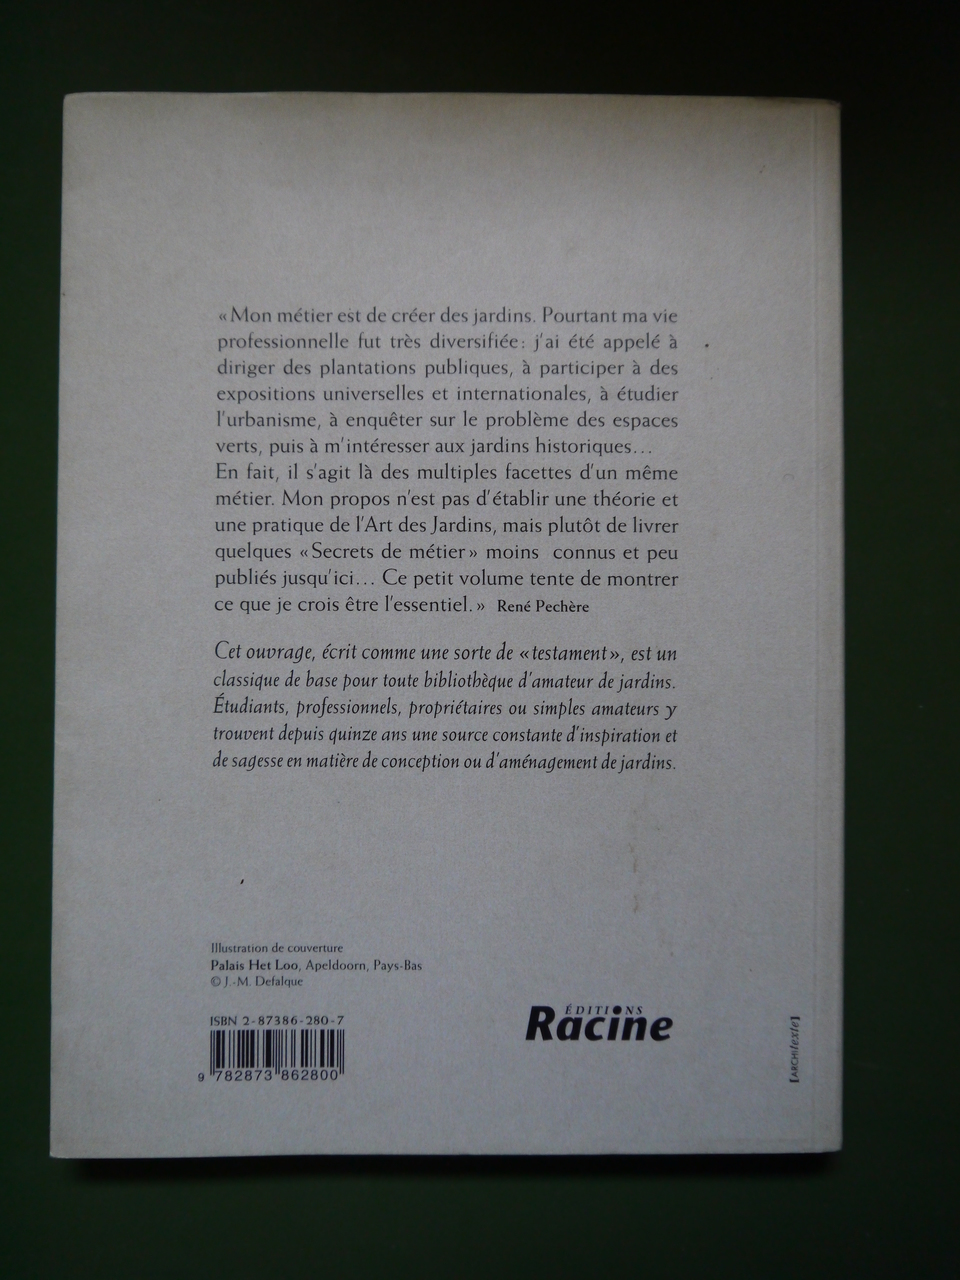 « Mon métier est de créer des jardins. Pourtant ma vie
professionnelle fut très diversifiée: j'ai été appelé à
diriger des plantations publiques, à participer à des
expositions universelles et internationales, à étudier
l'urbanisme, à enquêter sur le problème des espaces
verts, puis à m'intéresser aux jardins historiques...
En fait, il s'agit là des multiples facettes d'un même
métier. Mon propos n'est pas d'établir une théorie et
une pratique de l'Art des Jardins, mais plutôt de livrer
quelques « Secrets de métier » moins connus et peu
publiés jusqu'ici... Ce petit volume tente de montrer
ce que je crois être l'essentiel. » René Pechère
Cet ouvrage, écrit comme une sorte de « testament », est un
classique de base pour toute bibliothèque d'amateur de jardins.
Étudiants, professionnels, propriétaires ou simples amateurs y
trouvent depuis quinze ans une source constante d'inspiration et
de sagesse en matière de conception ou d'aménagement de jardins.
Illustration de couverture
Palais Het Loo, Apeldoorn, Pays-Bas
© J.-M. Defalque
ISBN 2-87386-280-7
9 782873 862800
ÉDITIONS
Racine
[ARCHItexte]